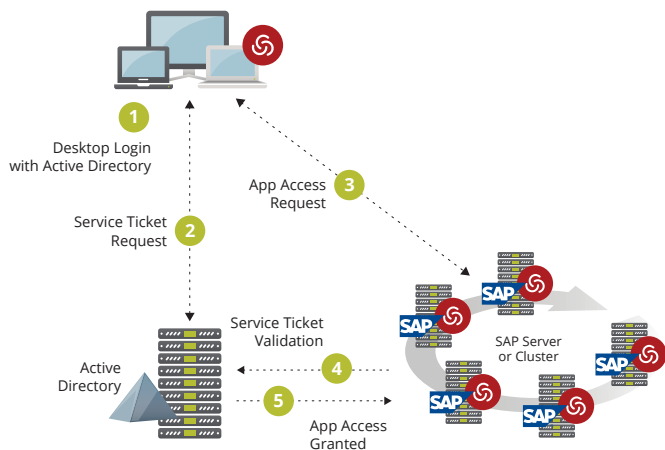 1
Desktop Login
with Active Directory
Service Ticket
Request
2
App Access
Request
3
SAP
SAP
SAP
SAP
SAP
SAP Server
or Cluster
Service Ticket
Validation
4
Active
Directory
5
App Access
Granted